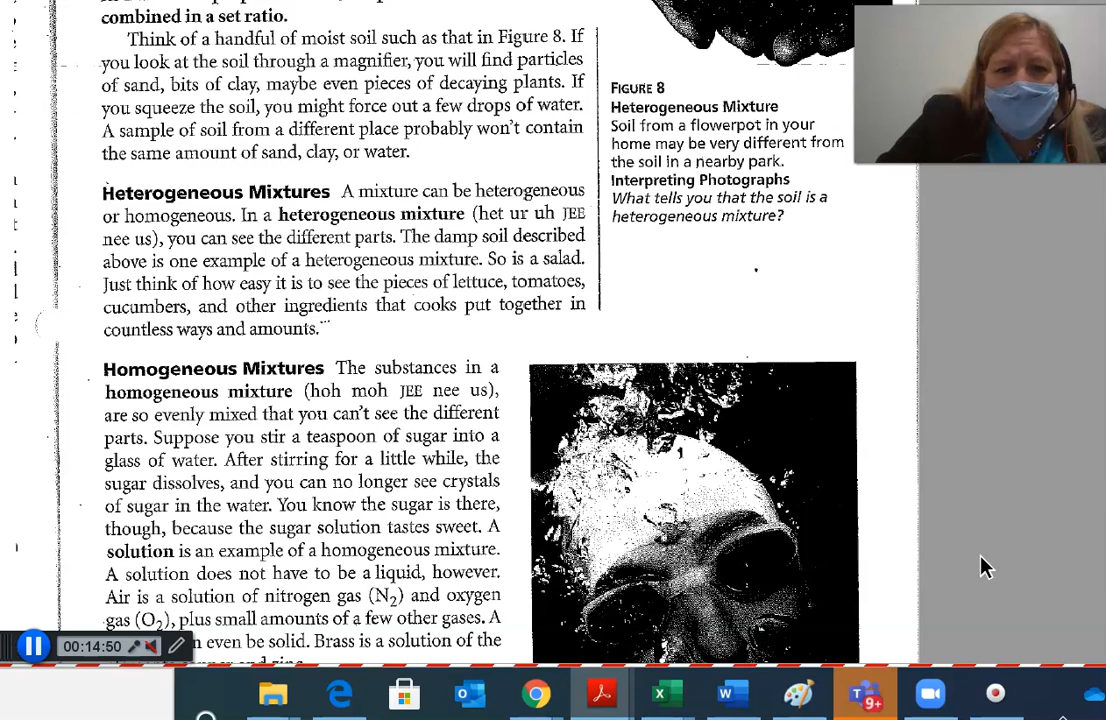 combined in a set ratio.
Think of a handful of moist soil such as that in Figure 8. If
you look at the soil through a magnifier, you will find particles
of sand, bits of clay, maybe even pieces of decaying plants. If
you squeeze the soil, you might force out a few drops of water.
A sample of soil from a different place probably won't contain
the same amount of sand, clay, or water.
Heterogeneous Mixtures A mixture can be heterogeneous
or homogeneous. In a heterogeneous mixture (het ur uh JEE
nee us), you can see the different parts. The damp soil described
above is one example of a heterogeneous mixture. So is a salad.
Just think of how easy it is to see the pieces of lettuce, tomatoes,
cucumbers, and other ingredients that cooks put together in
countless ways and amounts.
Homogeneous Mixtures The substances in a
homogeneous mixture (hoh moh JEE nee us),
are so evenly mixed that you can't see the different
parts. Suppose you stir a teaspoon of sugar into a
glass of water. After stirring for a little while, the
sugar dissolves, and you can no longer see crystals
of sugar in the water. You know the sugar is there,
though, because the sugar solution tastes sweet. A
solution is an example of a homogeneous mixture.
A solution does not have to be a liquid, however.
Air is a solution of nitrogen gas (N₂) and oxygen
gas (O₂), plus small amounts of a few other gases. A
even be solid. Brass is a solution of the
FIGURE 8
Heterogeneous Mixture
Soil from a flowerpot in your
home may be very different from
the soil in a nearby park.
Interpreting Photographs
What tells you that the soil is a
heterogeneous mixture?
00:14:50
9+